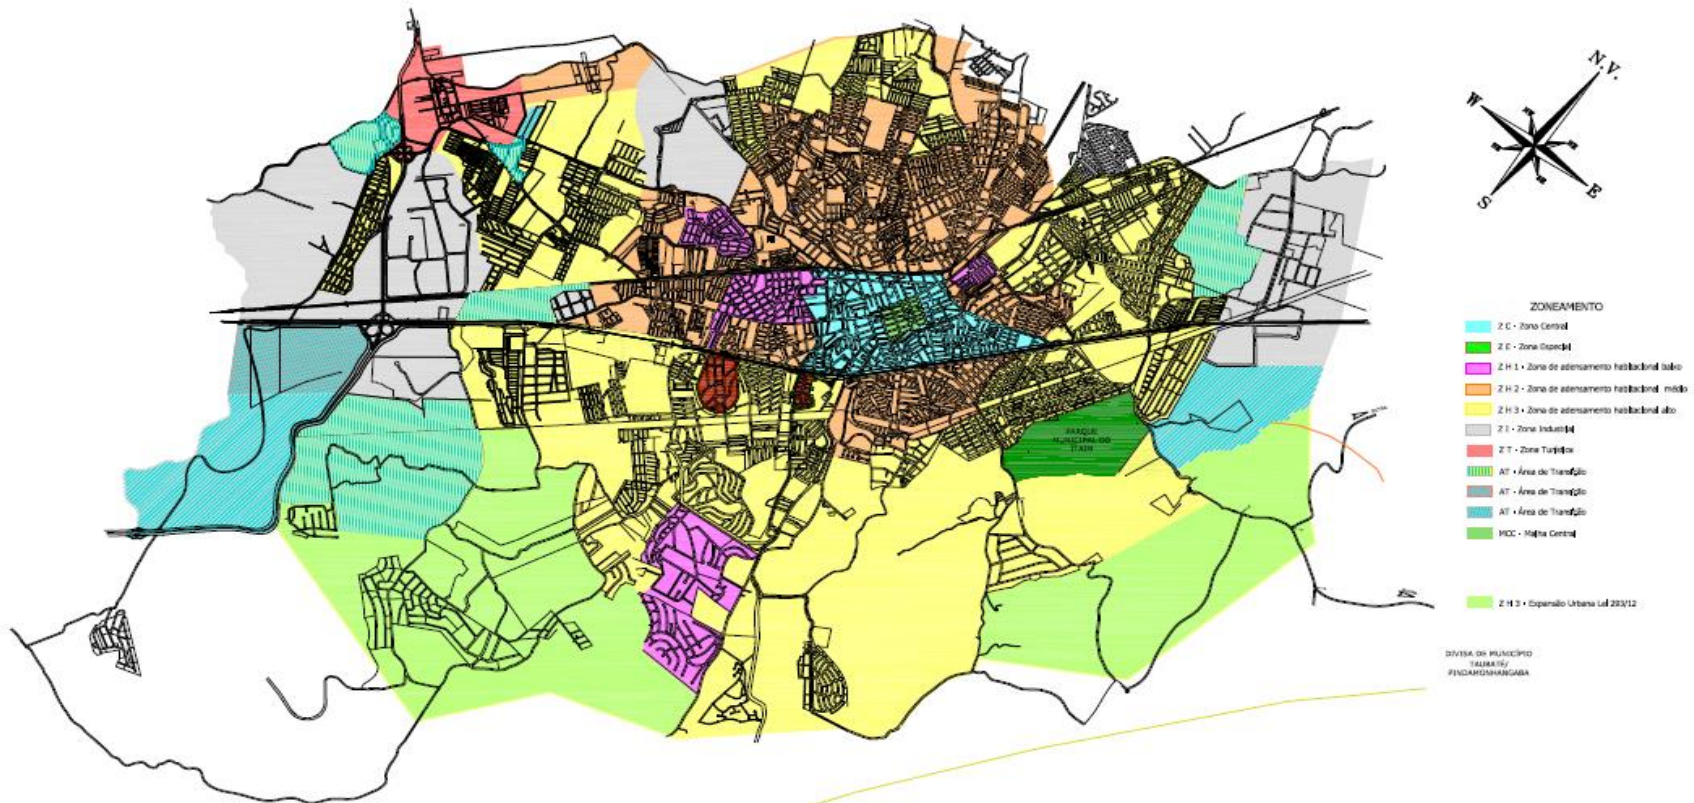 N.V.
W
S
E
PARQUE
MUNICIPAL DO
ITAIM
ZONEAMENTO
Z C - Zona Central
Z E - Zona Especial
Z H 1 - Zona de adensamento habitacional baixo
Z H 2 - Zona de adensamento habitacional médio
Z H 3 - Zona de adensamento habitacional alto
Z I - Zona Industrial
Z T - Zona Turística
AT - Área de Transição
AT - Área de Transição
AT - Área de Transição
MCC - Malha Central
Z H 3 - Expansão Urbana Lei 293/12
DIVISA DE MUNICÍPIO
TAUBATÉ/
PINDAMONHANGABA